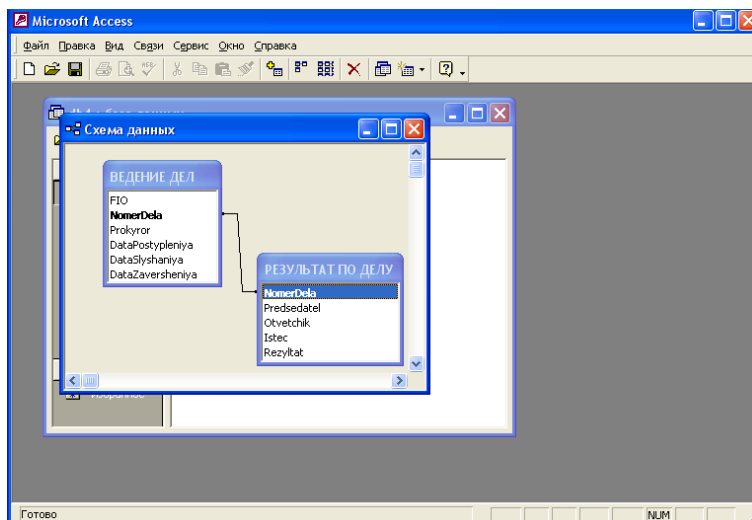 Microsoft Access
Файл Правка Вид Связи Сервис Окно Справка
Схема данных
ВЕДЕНИЕ ДЕЛ
FIO
NomerDela
Prokyror
DataPostypleniya
DataSlyshaniya
DataZaversheniya
РЕЗУЛЬТАТ ПО ДЕЛУ
NomerDela
Predsedatel
Otvetchik
Istec
Rezyltat
Избранное
Готово
NUM